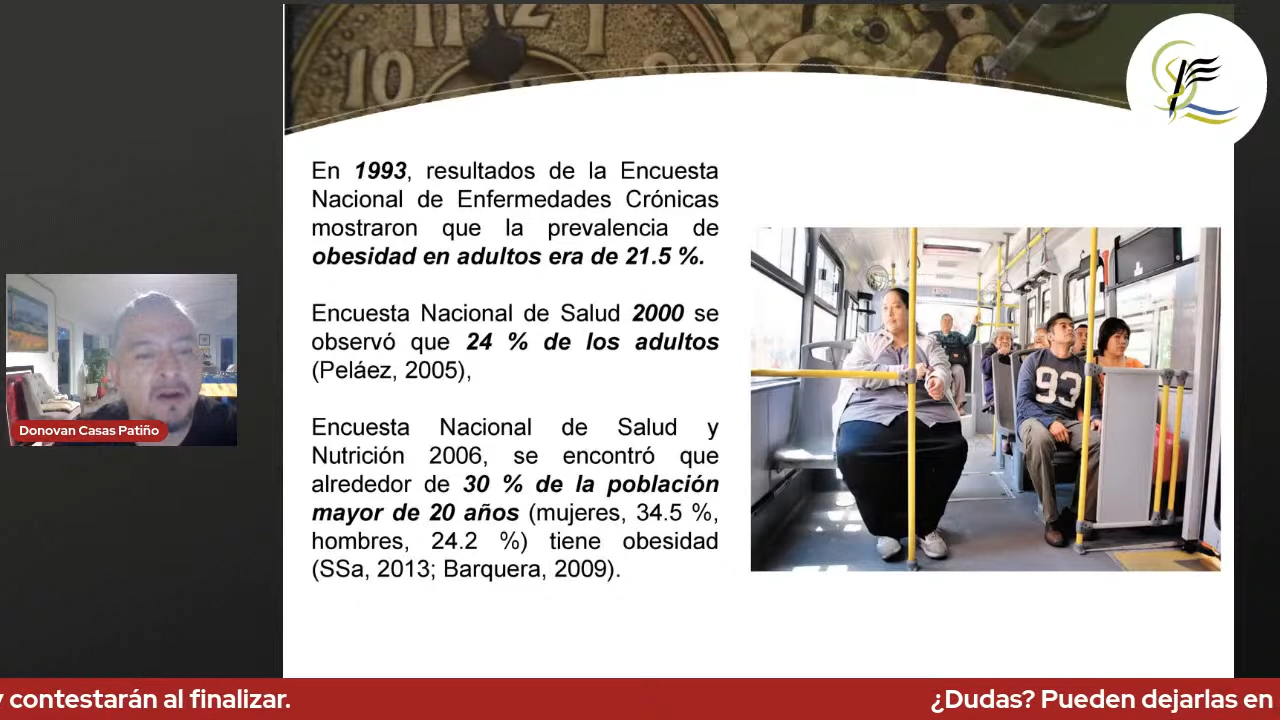 11
12
1
10
En 1993, resultados de la Encuesta
Nacional de Enfermedades Crónicas
mostraron que la prevalencia de
obesidad en adultos era de 21.5 %.
Encuesta Nacional de Salud 2000 se
observó que 24 % de los adultos
(Peláez, 2005),
Encuesta Nacional de Salud y
Nutrición 2006, se encontró que
alrededor de 30 % de la población
mayor de 20 años (mujeres, 34.5 %,
hombres, 24.2 %) tiene obesidad
(SSa, 2013; Barquera, 2009).
93
Donovan Casas Patiño
y contestarán al finalizar.
¿Dudas? Pueden dejarlas en